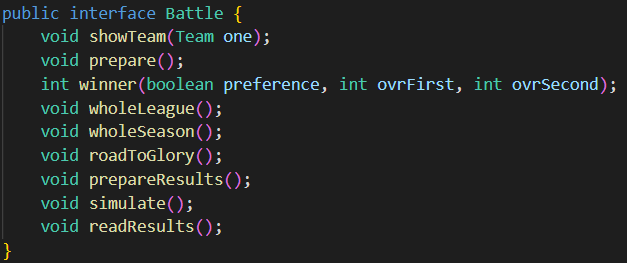 public interface Battle {
    void showTeam(Team one);
    void prepare();
    int winner(boolean preference, int ovrFirst, int ovrSecond);
    void wholeLeague();
    void wholeSeason();
    void roadToGlory();
    void prepareResults();
    void simulate();
    void readResults();
}